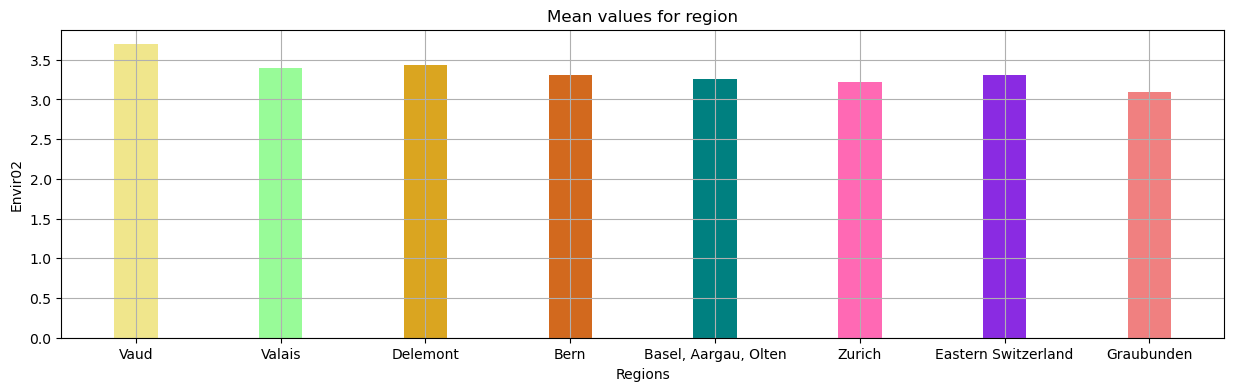 Mean values for region
Envir02
3.5
3.0
2.5
2.0
1.5
1.0
0.5
0.0
Vaud
Valais
Delemont
Bern
Basel, Aargau, Olten
Zurich
Eastern Switzerland
Graubunden
Regions